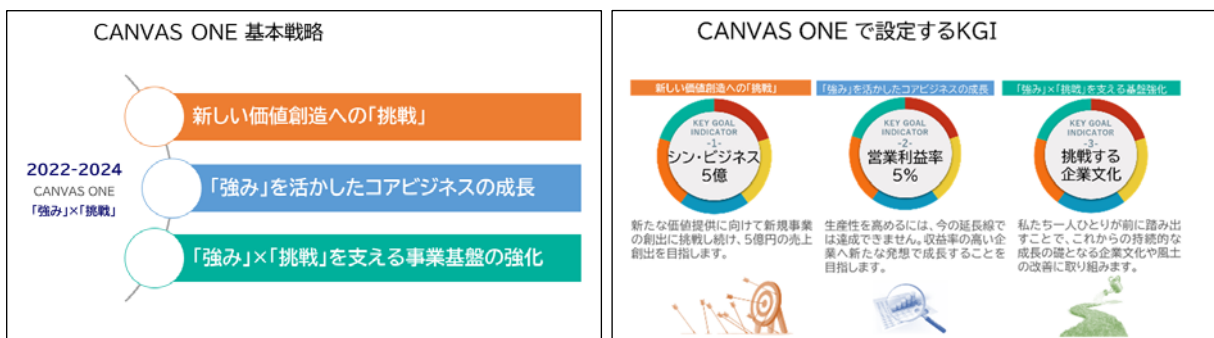 CANVAS ONE 基本戦略
新しい価値創造への「挑戦」
2022-2024
CANVAS ONE
「強み」×「挑戦」
「強み」を活かしたコアビジネスの成長
「強み」×「挑戦」を支える事業基盤の強化
CANVAS ONE で設定するKGI
新しい価値創造への「挑戦」
KEY GOAL
INDICATOR
-1-
シン・ビジネス
5億
新たな価値提供に向けて新規事業
の創出に挑戦し続け、5億円の売上
創出を目指します。
「強み」を活かしたコアビジネスの成長
KEY GOAL
INDICATOR
-2-
営業利益率
5%
生産性を高めるには、今の延長線で
は達成できません。収益率の高い企
業へ新たな発想で成長することを
目指します。
「強み」×「挑戦」を支える基盤強化
KEY GOAL
INDICATOR
-3-
挑戦する
企業文化
私たち一人ひとりが前に踏み出
すことで、これからの持続的な
成長の礎となる企業文化や風土
の改善に取り組みます。